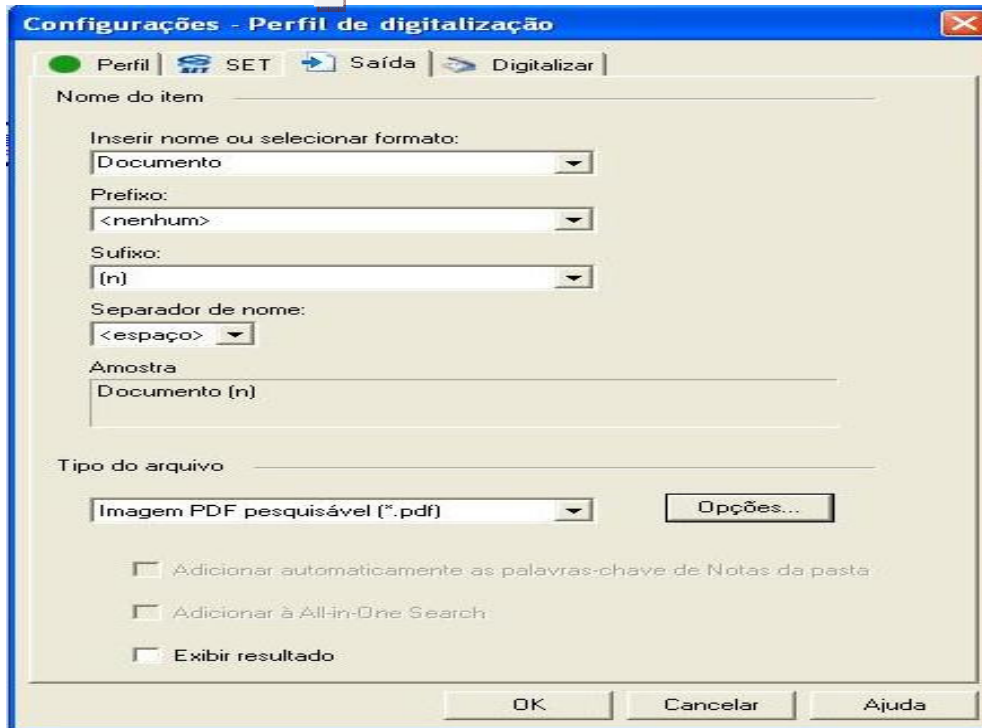 Configurações - Perfil de digitalização
Perfil SET Saída Digitalizar
Nome do item
Inserir nome ou selecionar formato:
Documento
Prefixo:
<nenhum>
Sufixo:
(n)
Separador de nome:
<espaço>
Amostra
Documento (n)
Tipo do arquivo
Imagem PDF pesquisável (*.pdf)
Opções...
Adicionar automaticamente as palavras-chave de Notas da pasta
Adicionar à All-in-One Search
Exibir resultado
OK Cancelar Ajuda